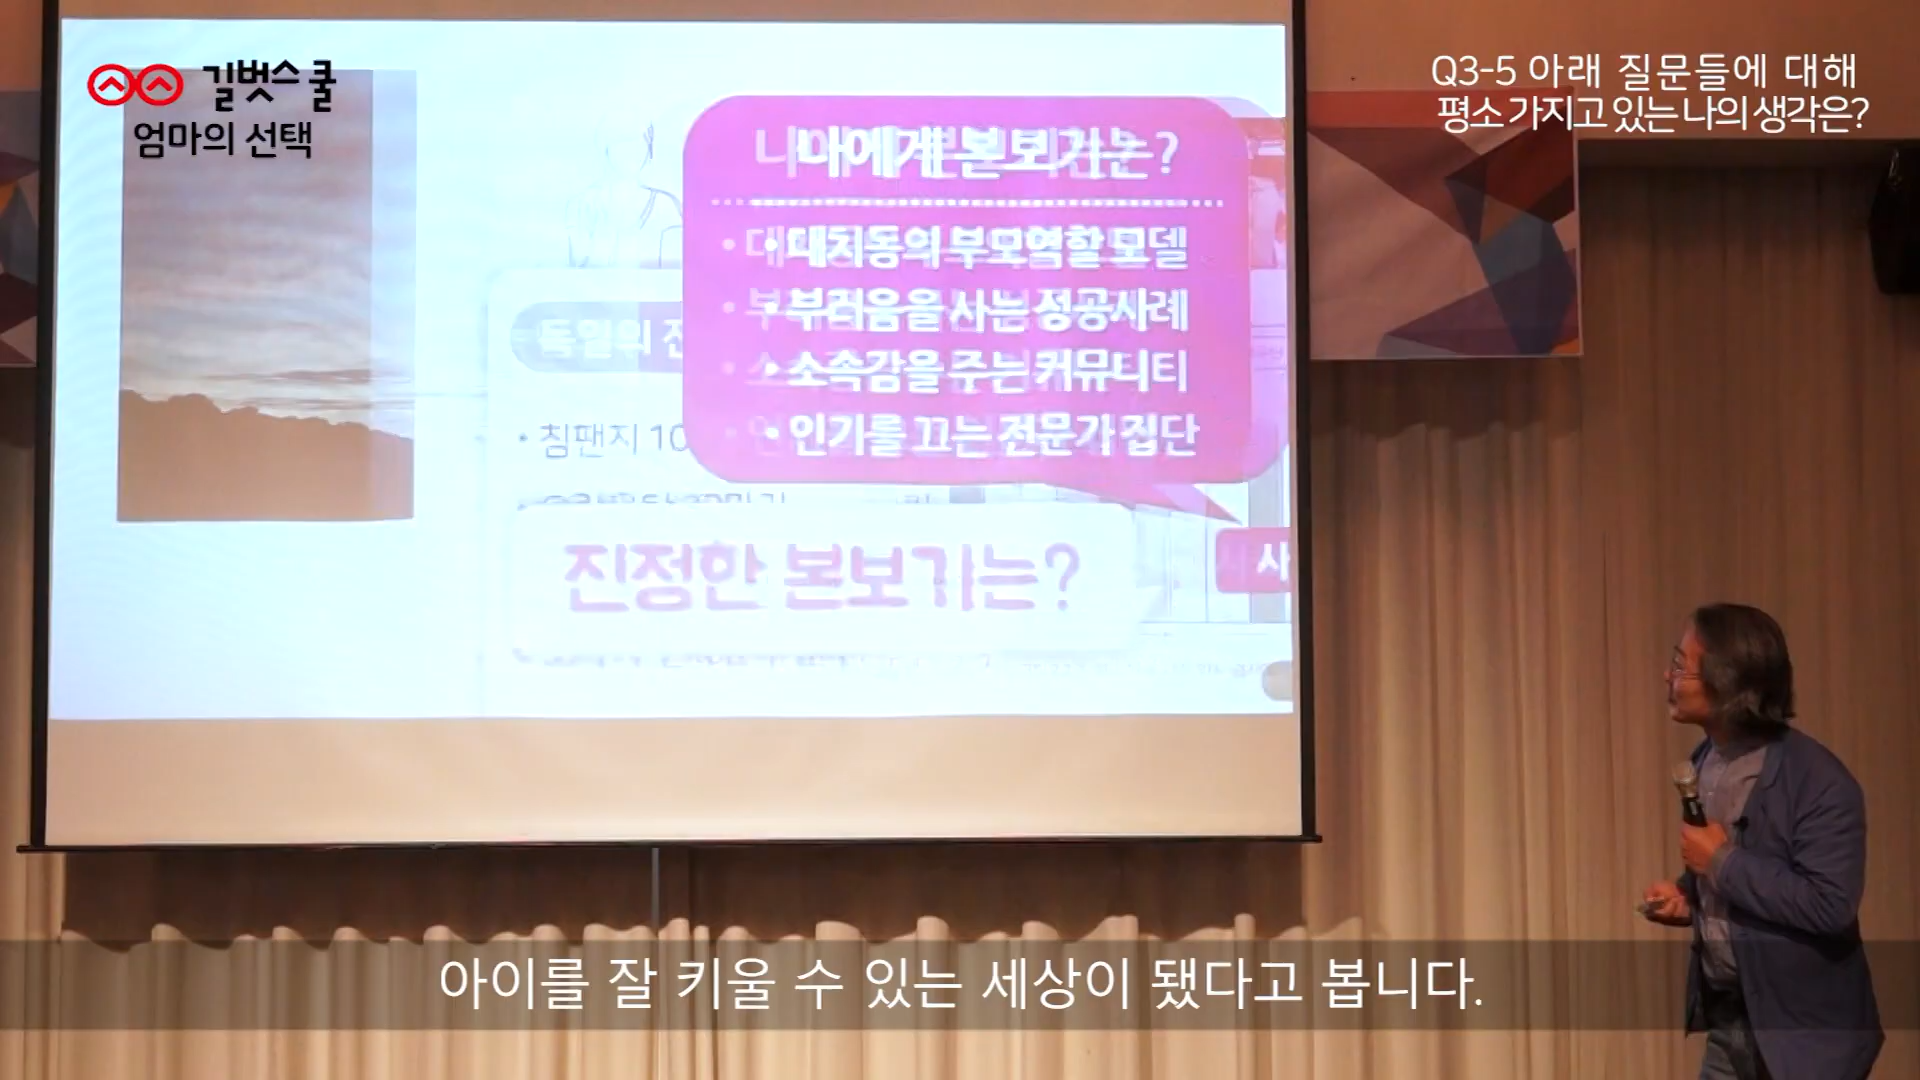 길벗스쿨
엄마의 선택
Q3-5 아래 질문들에 대해
평소 가지고 있는 나의 생각은?
나에게 본보기는?
• 대치동의 부모역할 모델
• 부러움을 사는 성공사례
• 소속감을 주는 커뮤니티
• 인기를 끄는 전문가 집단
독일의
• 침팬지 10
진정한 본보기는?
아이를 잘 키울 수 있는 세상이 됐다고 봅니다.